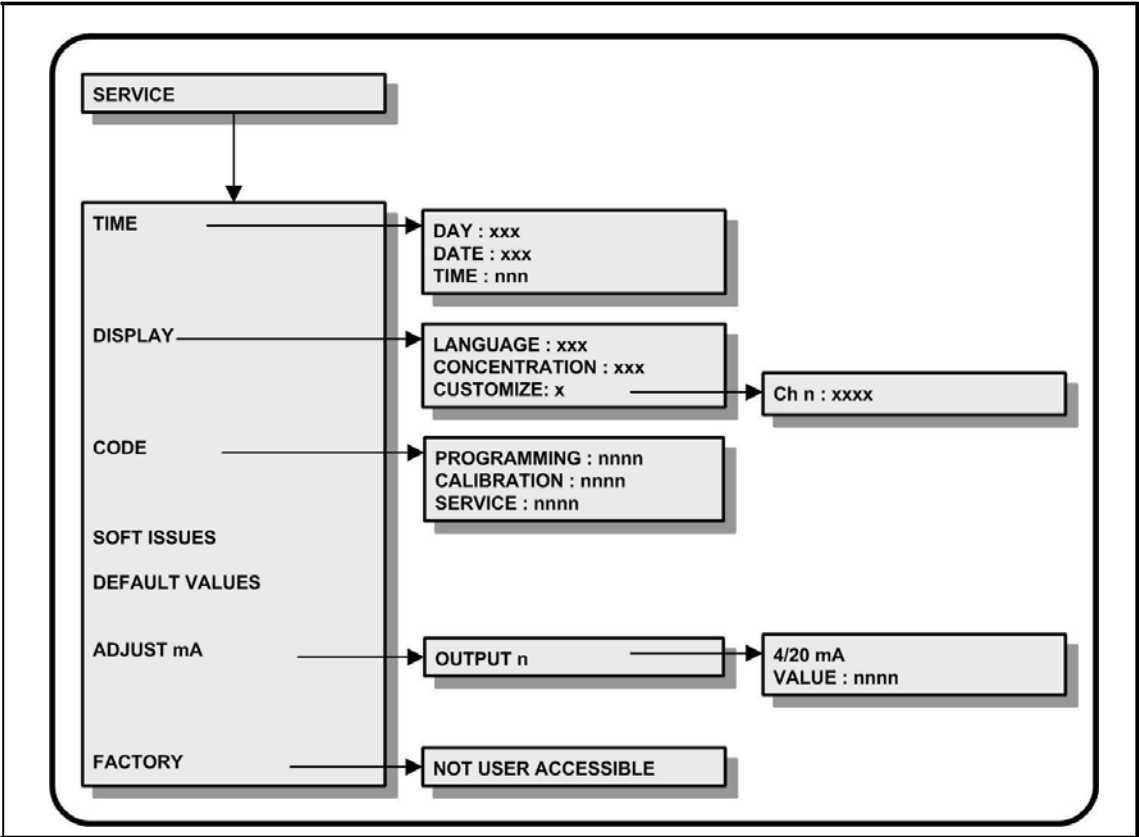 SERVICE
TIME
DAY : xxx
DATE : xxx
TIME : nnn
DISPLAY
LANGUAGE : xxx
CONCENTRATION : xxx
CUSTOMIZE: x
Ch n : xxxx
CODE
PROGRAMMING : nnnn
CALIBRATION : nnnn
SERVICE : nnnn
SOFT ISSUES
DEFAULT VALUES
ADJUST mA
OUTPUT n
4/20 mA
VALUE : nnnn
FACTORY
NOT USER ACCESSIBLE